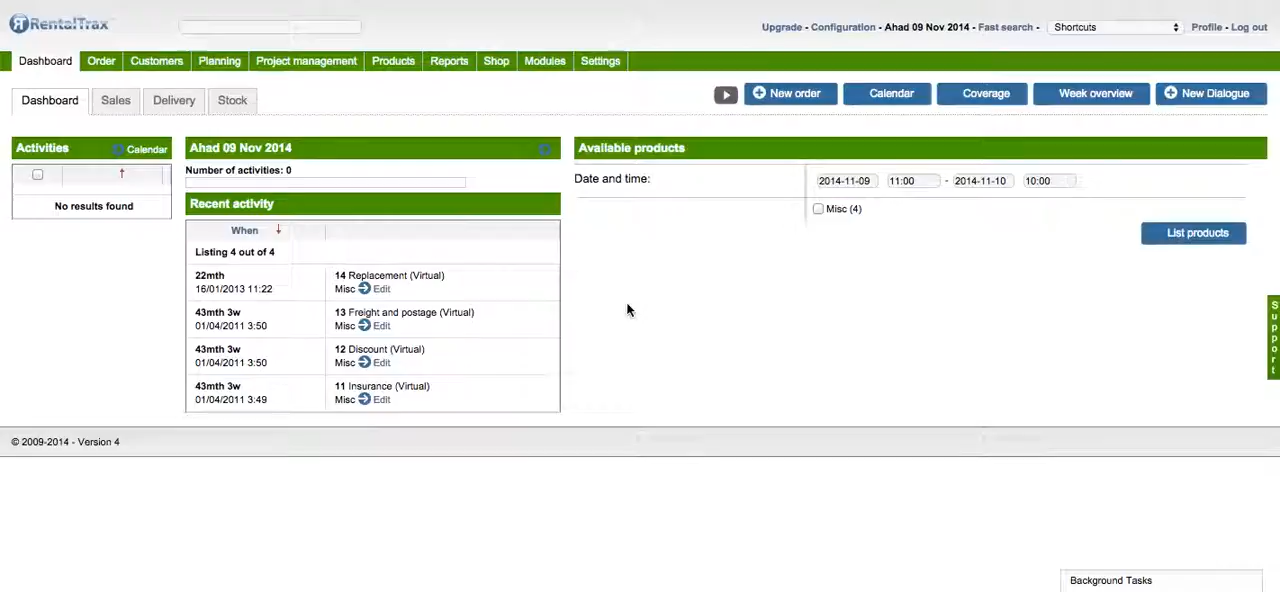 RentalTrax
Upgrade - Configuration - Ahad 09 Nov 2014 - Fast search - Shortcuts Profile - Log out
Dashboard Order Customers Planning Project management Products Reports Shop Modules Settings
Dashboard Sales Delivery Stock New order Calendar Coverage Week overview New Dialogue
Activities Calendar
No results found
Ahad 09 Nov 2014
Number of activities: 0
Recent activity
When
Listing 4 out of 4
22mth 14 Replacement (Virtual)
16/01/2013 11:22 Misc Edit
43mth 3w 13 Freight and postage (Virtual)
01/04/2011 3:50 Misc Edit
43mth 3w 12 Discount (Virtual)
01/04/2011 3:50 Misc Edit
43mth 3w 11 Insurance (Virtual)
01/04/2011 3:49 Misc Edit
Available products
Date and time: 2014-11-09 11:00 - 2014-11-10 10:00
Misc (4)
List products
Support
© 2009-2014 - Version 4
Background Tasks